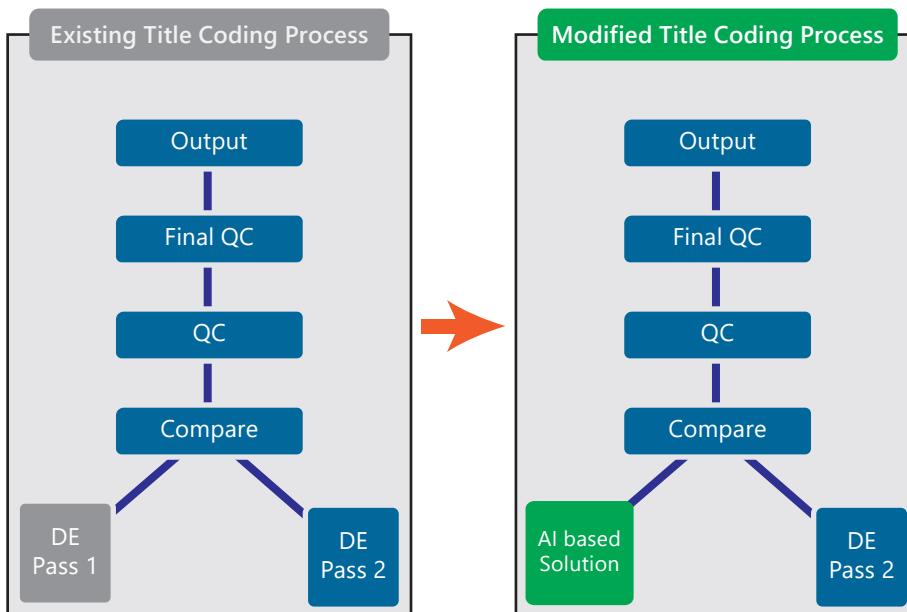 Existing Title Coding Process
Output
Final QC
QC
Compare
DE
Pass 1
DE
Pass 2
Modified Title Coding Process
Output
Final QC
QC
Compare
AI based
Solution
DE
Pass 2